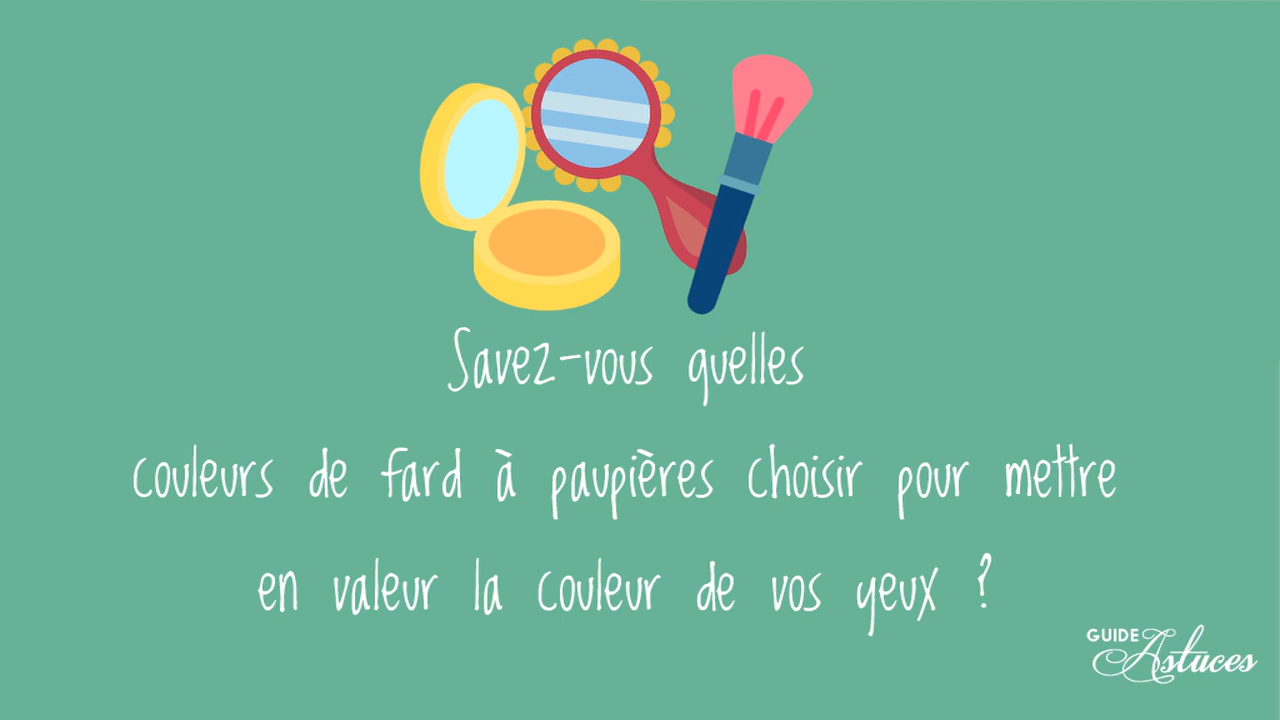 Savez-vous quelles
couleurs de fard à paupières choisir pour mettre
en valeur la couleur de vos yeux ?
GUIDE
Astuces